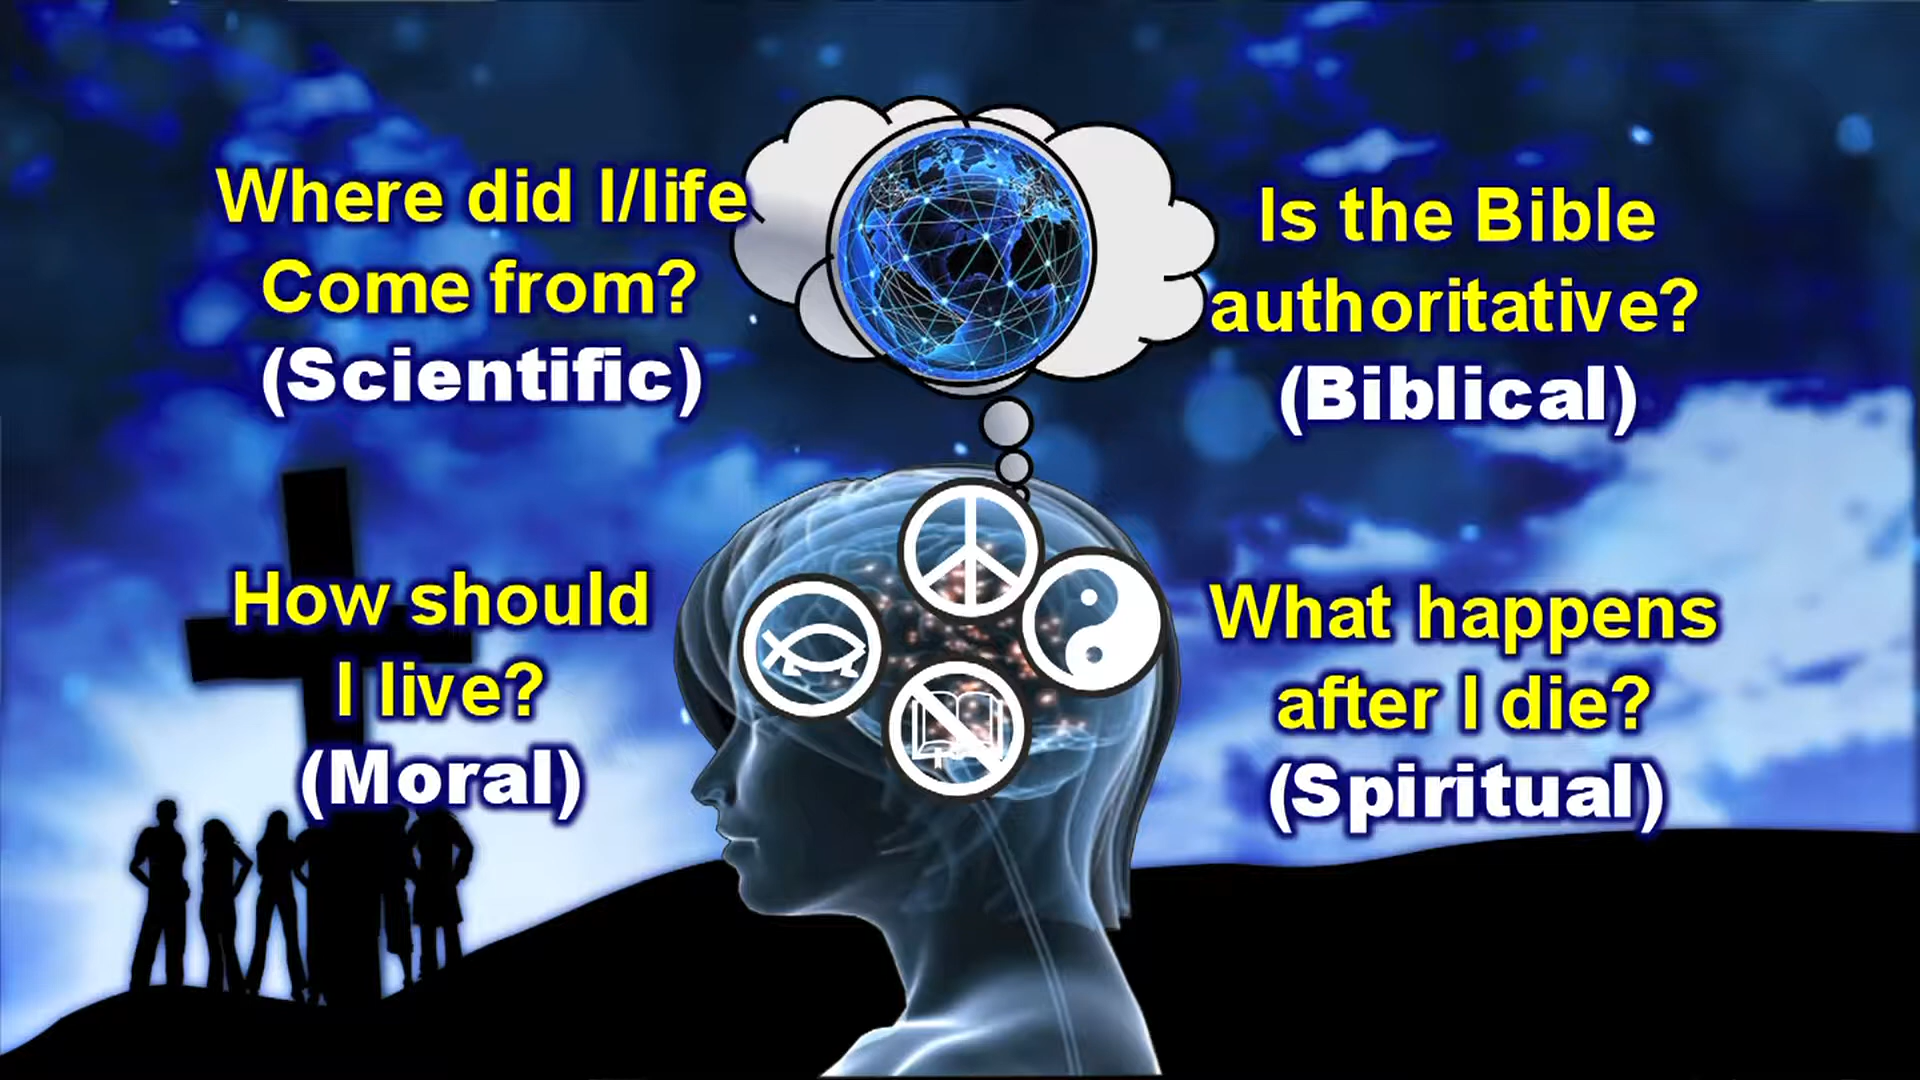 Where did I/life
Come from?
(Scientific)
Is the Bible
authoritative?
(Biblical)
How should
I live?
(Moral)
What happens
after I die?
(Spiritual)